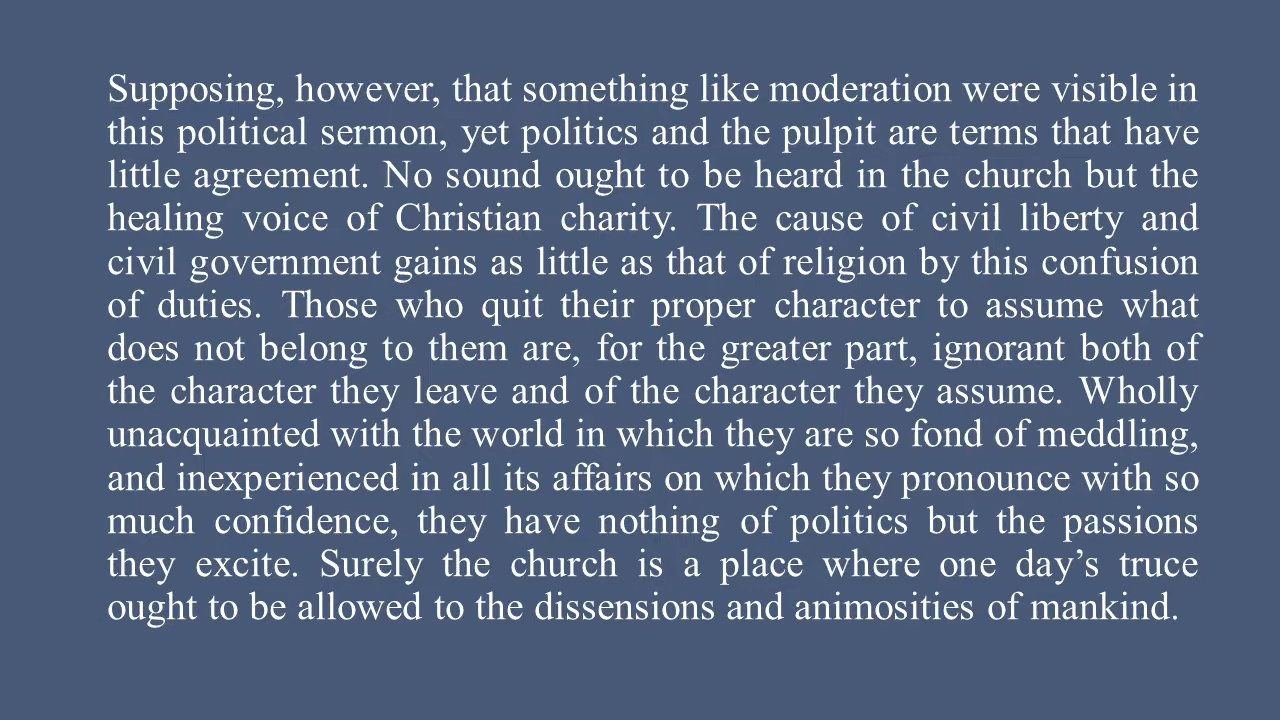 Supposing, however, that something like moderation were visible in
this political sermon, yet politics and the pulpit are terms that have
little agreement. No sound ought to be heard in the church but the
healing voice of Christian charity. The cause of civil liberty and
civil government gains as little as that of religion by this confusion
of duties. Those who quit their proper character to assume what
does not belong to them are, for the greater part, ignorant both of
the character they leave and of the character they assume. Wholly
unacquainted with the world in which they are so fond of meddling,
and inexperienced in all its affairs on which they pronounce with so
much confidence, they have nothing of politics but the passions
they excite. Surely the church is a place where one day’s truce
ought to be allowed to the dissensions and animosities of mankind.